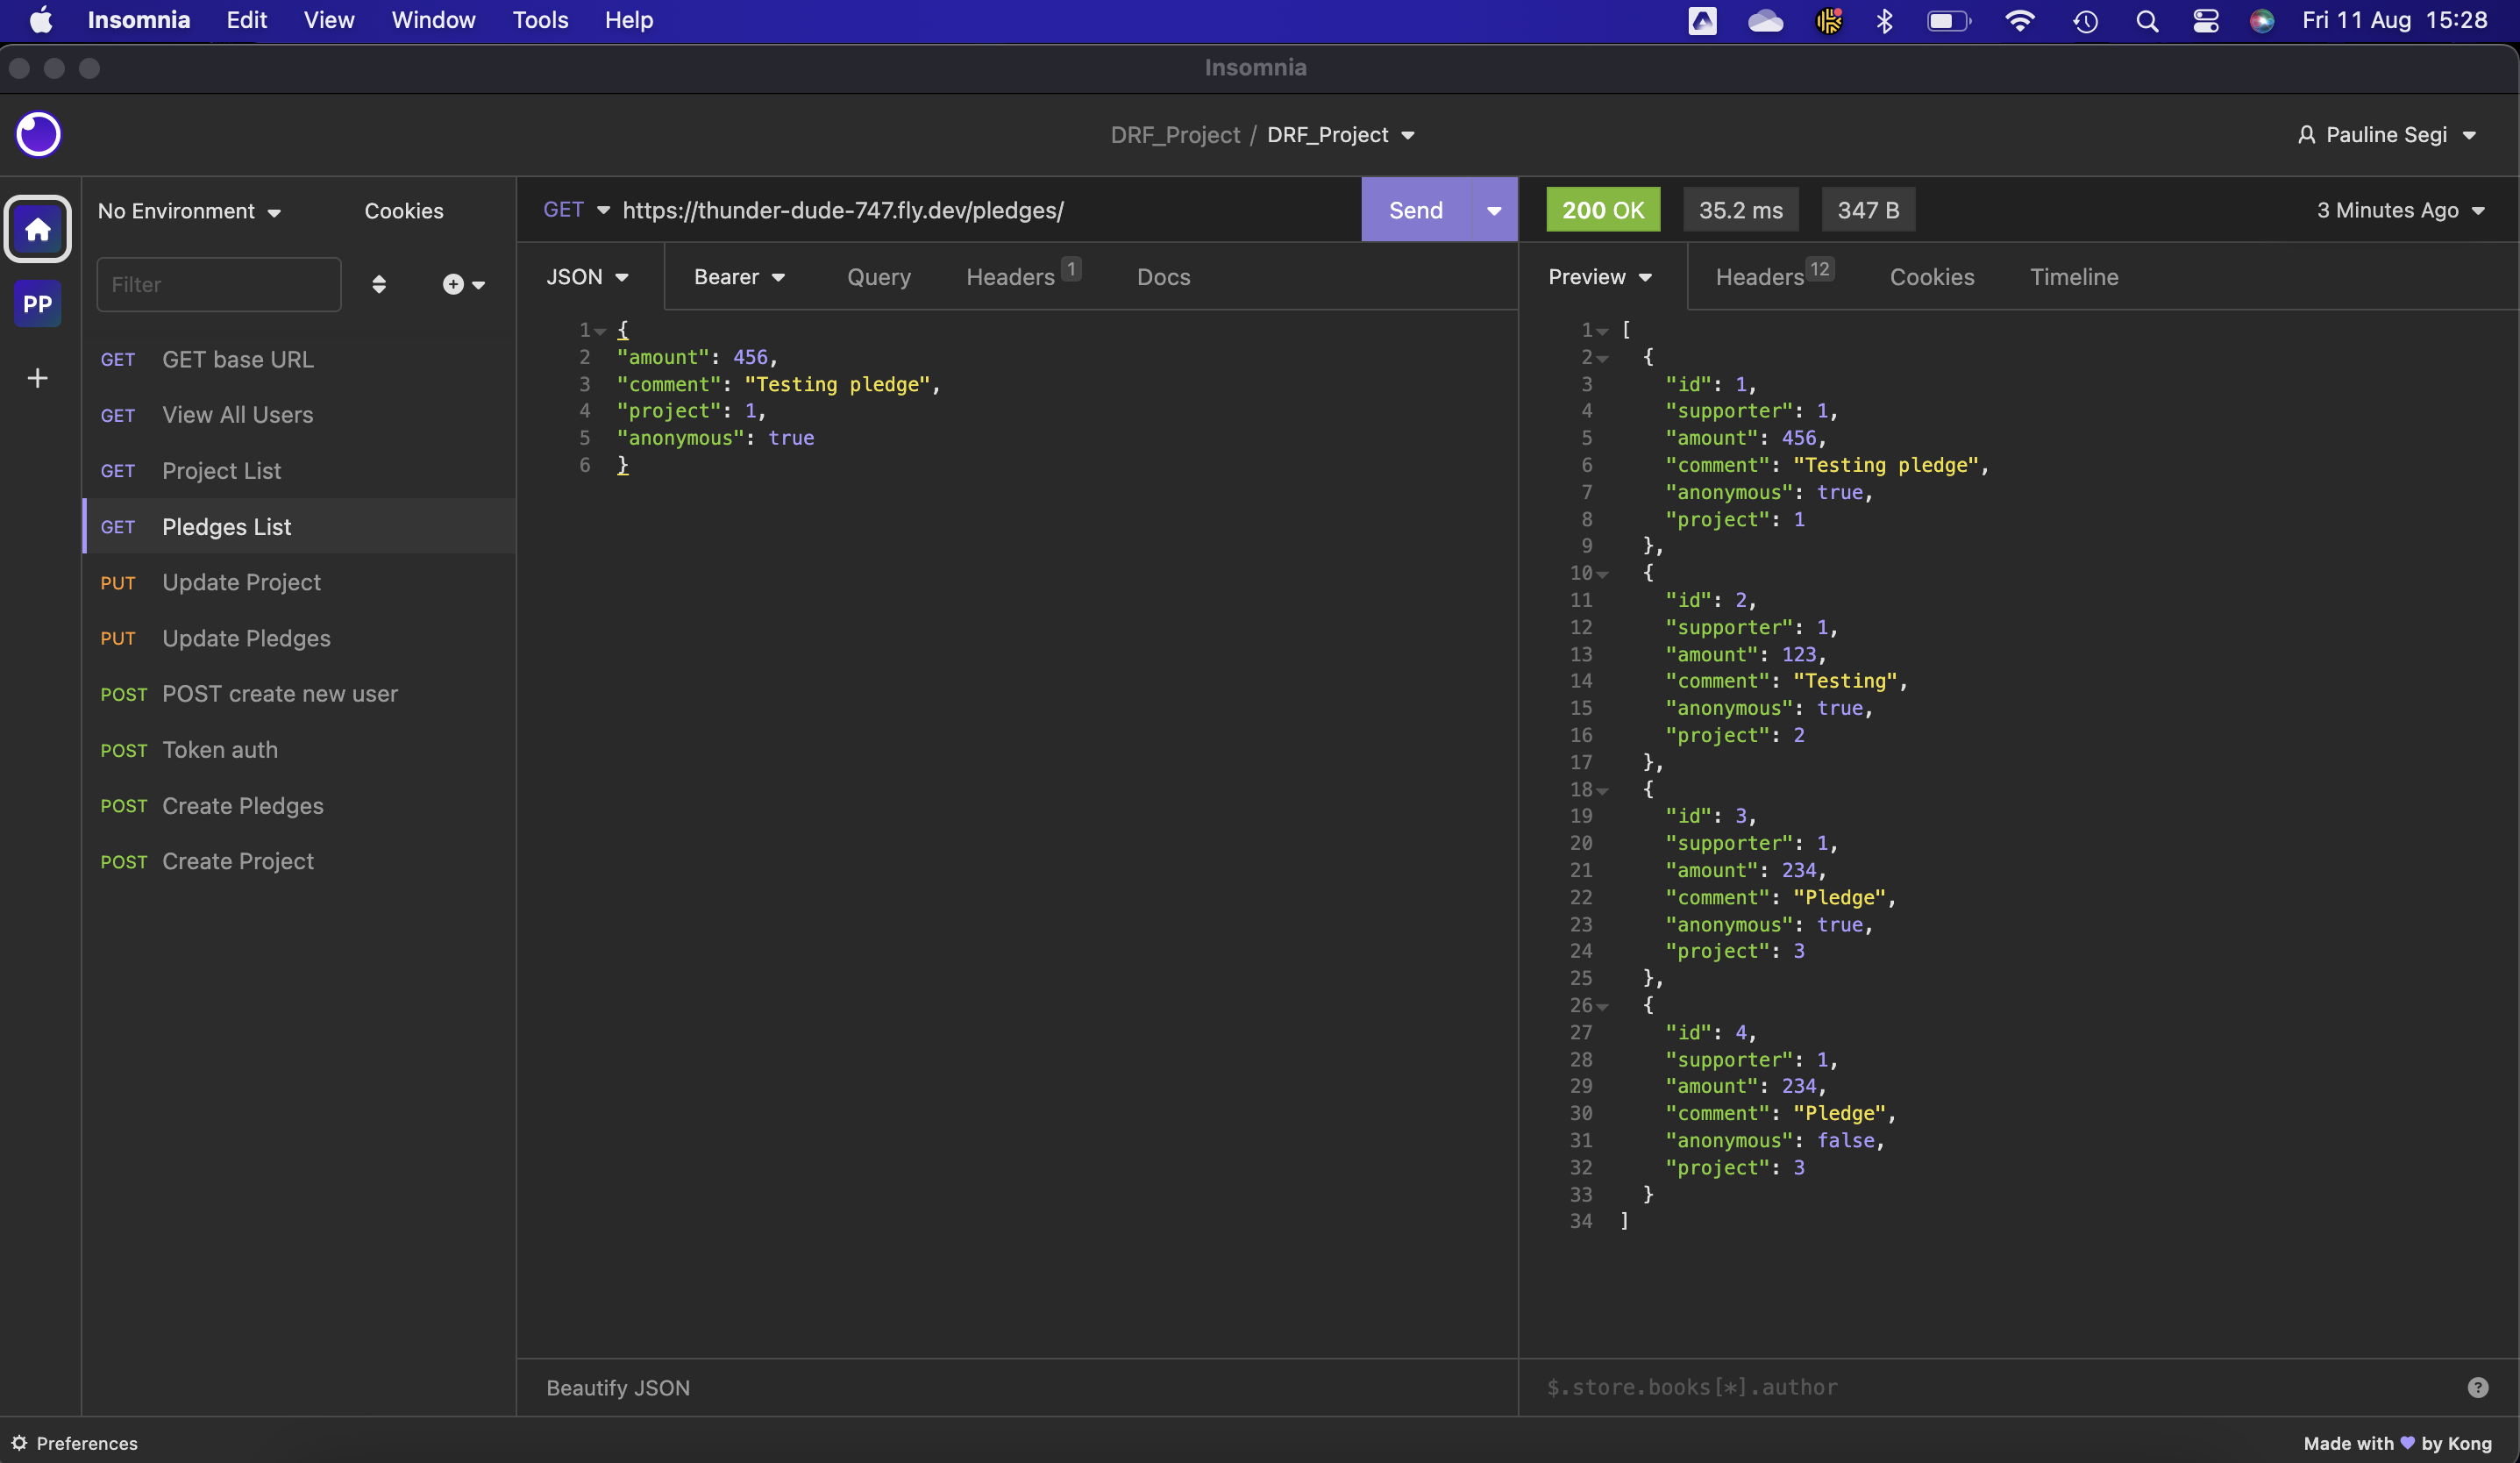 Insomnia Edit View Window Tools Help Fri 11 Aug 15:28
Insomnia
DRF_Project / DRF_Project Pauline Segi
No Environment Cookies
Filter
PP
GET GET base URL
GET View All Users
GET Project List
GET Pledges List
PUT Update Project
PUT Update Pledges
POST POST create new user
POST Token auth
POST Create Pledges
POST Create Project
GET https://thunder-dude-747.fly.dev/pledges/ Send
JSON Bearer Query Headers 1 Docs
1 {
2 "amount": 456,
3 "comment": "Testing pledge",
4 "project": 1,
5 "anonymous": true
6 }
Beautify JSON
200 OK 35.2 ms 347 B 3 Minutes Ago
Preview Headers 12 Cookies Timeline
1 [
2 {
3 "id": 1,
4 "supporter": 1,
5 "amount": 456,
6 "comment": "Testing pledge",
7 "anonymous": true,
8 "project": 1
9 },
10 {
11 "id": 2,
12 "supporter": 1,
13 "amount": 123,
14 "comment": "Testing",
15 "anonymous": true,
16 "project": 2
17 },
18 {
19 "id": 3,
20 "supporter": 1,
21 "amount": 234,
22 "comment": "Pledge",
23 "anonymous": true,
24 "project": 3
25 },
26 {
27 "id": 4,
28 "supporter": 1,
29 "amount": 234,
30 "comment": "Pledge",
31 "anonymous": false,
32 "project": 3
33 }
34 ]
$.store.books[*].author
Preferences Made with 💜 by Kong